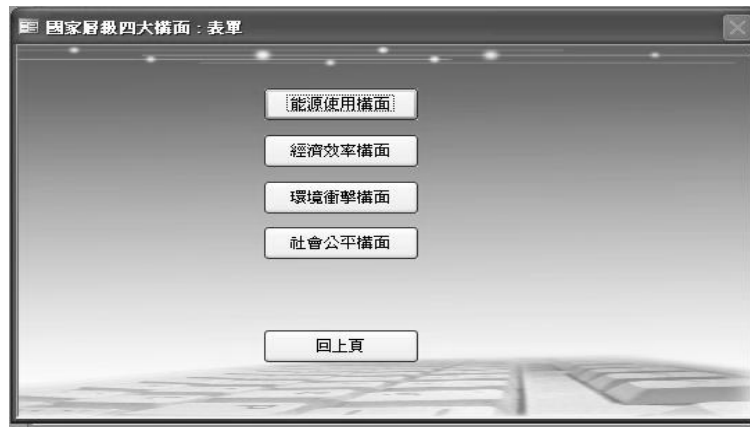 國家層級四大構面：表單
能源使用構面
經濟效率構面
環境衝擊構面
社會公平構面
回上頁